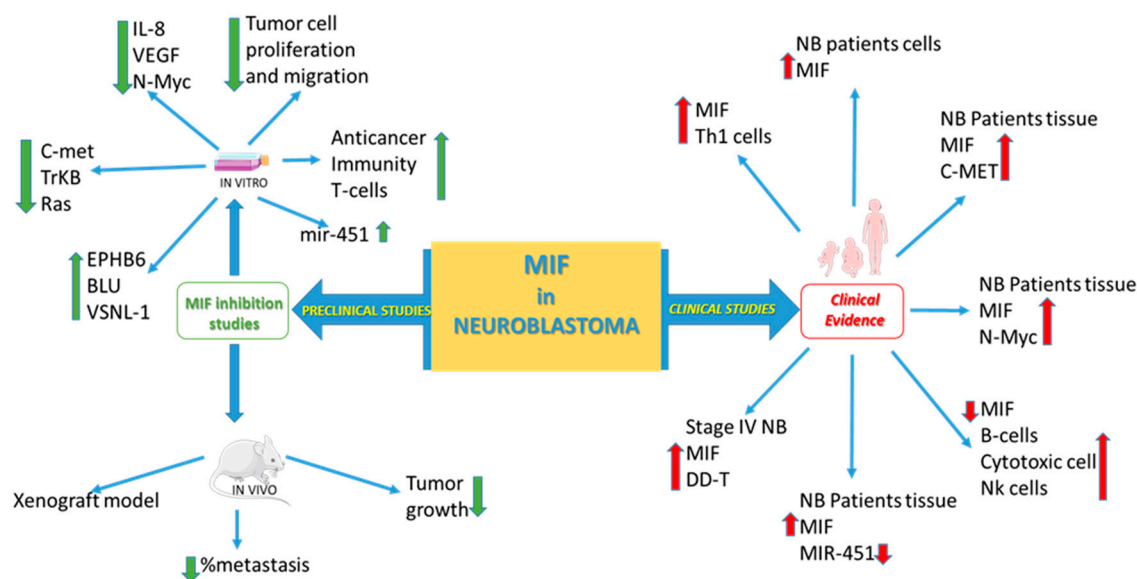 IL-8
VEGF
N-Myc
Tumor cell
proliferation
and migration
C-met
TrKB
Ras
IN VITRO
Anticancer
Immunity
T-cells
mir-451
EPHB6
BLU
VSNL-1
MIF inhibition
studies
PRECLINICAL STUDIES
MIF
in
NEUROBLASTOMA
CLINICAL STUDIES
Clinical
Evidence
Xenograft model
IN VIVO
Tumor
growth
%metastasis
MIF
Th1 cells
NB patients cells
MIF
NB Patients tissue
MIF
C-MET
NB Patients tissue
MIF
N-Myc
MIF
B-cells
Cytotoxic cell
Nk cells
NB Patients tissue
MIF
MIR-451
Stage IV NB
MIF
DD-T